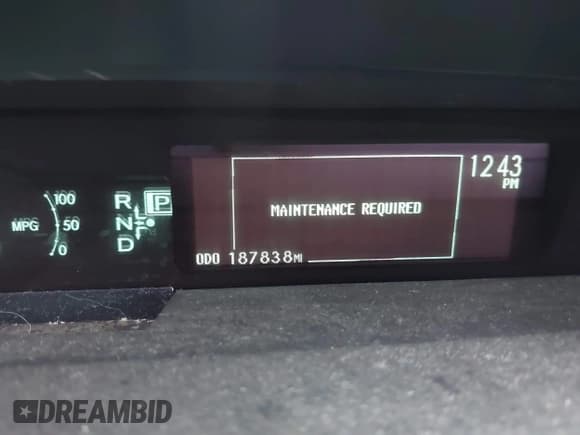 1243
PM
MAINTENANCE REQUIRED
ODO 187838MI
100
MPG 50
0
R P
N
D
DREAMBID